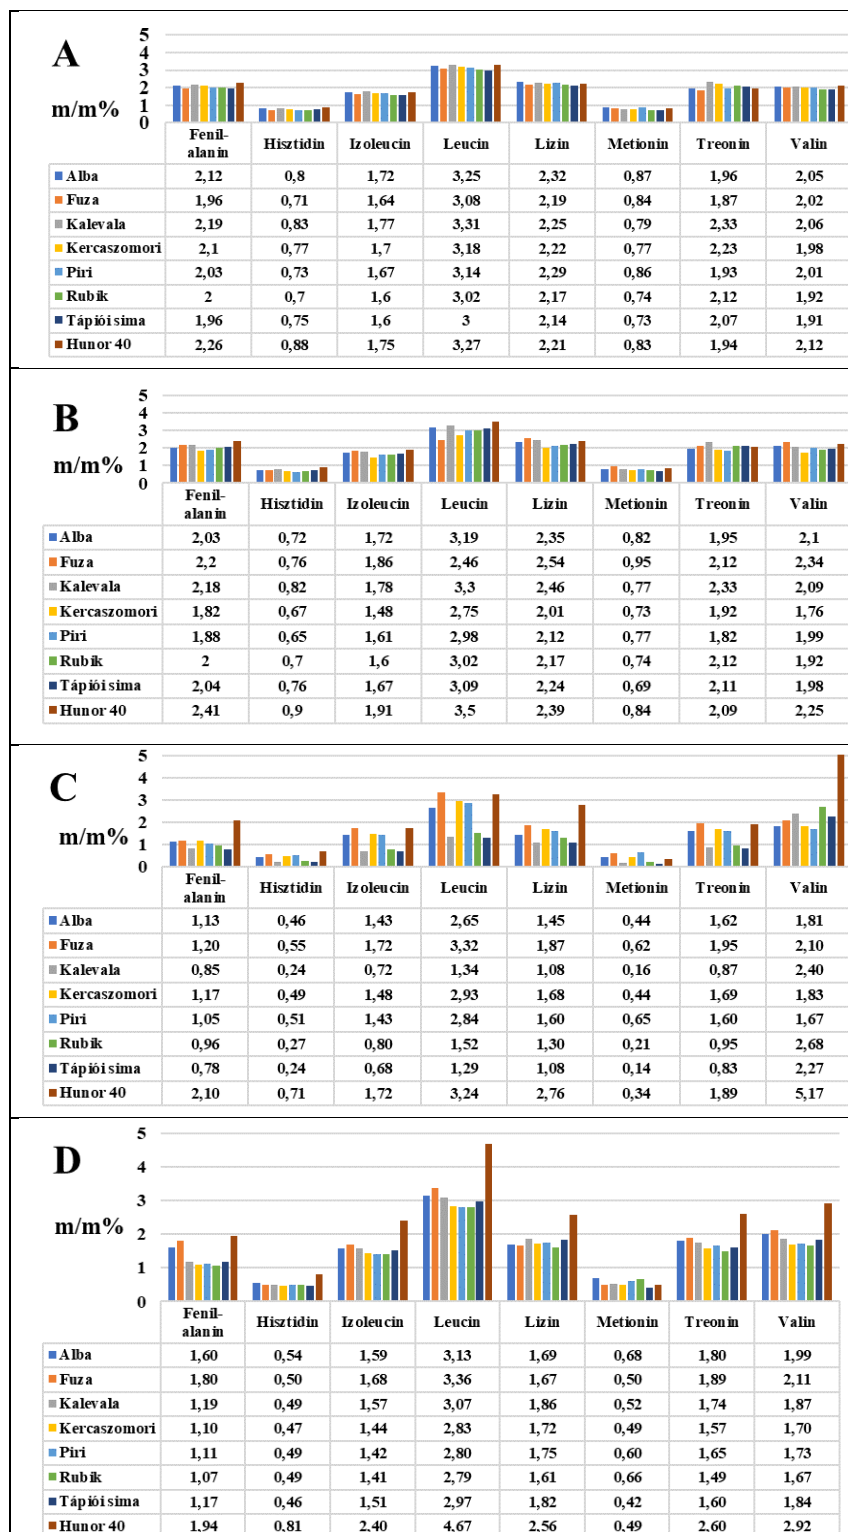 A
m/m%
5
4
3
2
1
0
Fenil-alanin Hisztidin Izoleucin Leucin Lizin Metionin Treonin Valin
Alba 2,12 0,8 1,72 3,25 2,32 0,87 1,96 2,05
Fuza 1,96 0,71 1,64 3,08 2,19 0,84 1,87 2,02
Kalevala 2,19 0,83 1,77 3,31 2,25 0,79 2,33 2,06
Kercaszomori 2,1 0,77 1,7 3,18 2,22 0,77 2,23 1,98
Piri 2,03 0,73 1,67 3,14 2,29 0,86 1,93 2,01
Rubik 2 0,7 1,6 3,02 2,17 0,74 2,12 1,92
Tápiói sima 1,96 0,75 1,6 3 2,14 0,73 2,07 1,91
Hunor 40 2,26 0,88 1,75 3,27 2,21 0,83 1,94 2,12
B
m/m%
5
4
3
2
1
0
Fenil-alanin Hisztidin Izoleucin Leucin Lizin Metionin Treonin Valin
Alba 2,03 0,72 1,72 3,19 2,35 0,82 1,95 2,1
Fuza 2,2 0,76 1,86 2,46 2,54 0,95 2,12 2,34
Kalevala 2,18 0,82 1,78 3,3 2,46 0,77 2,33 2,09
Kercaszomori 1,82 0,67 1,48 2,75 2,01 0,73 1,92 1,76
Piri 1,88 0,65 1,61 2,98 2,12 0,77 1,82 1,99
Rubik 2 0,7 1,6 3,02 2,17 0,74 2,12 1,92
Tápiói sima 2,04 0,76 1,67 3,09 2,24 0,69 2,11 1,98
Hunor 40 2,41 0,9 1,91 3,5 2,39 0,84 2,09 2,25
C
m/m%
5
4
3
2
1
0
Fenil-alanin Hisztidin Izoleucin Leucin Lizin Metionin Treonin Valin
Alba 1,13 0,46 1,43 2,65 1,45 0,44 1,62 1,81
Fuza 1,20 0,55 1,72 3,32 1,87 0,62 1,95 2,10
Kalevala 0,85 0,24 0,72 1,34 1,08 0,16 0,87 2,40
Kercaszomori 1,17 0,49 1,48 2,93 1,68 0,44 1,69 1,83
Piri 1,05 0,51 1,43 2,84 1,60 0,65 1,60 1,67
Rubik 0,96 0,27 0,80 1,52 1,30 0,21 0,95 2,68
Tápiói sima 0,78 0,24 0,68 1,29 1,08 0,14 0,83 2,27
Hunor 40 2,10 0,71 1,72 3,24 2,76 0,34 1,89 5,17
D
m/m%
5
4
3
2
1
0
Fenil-alanin Hisztidin Izoleucin Leucin Lizin Metionin Treonin Valin
Alba 1,60 0,54 1,59 3,13 1,69 0,68 1,80 1,99
Fuza 1,80 0,50 1,68 3,36 1,67 0,50 1,89 2,11
Kalevala 1,19 0,49 1,57 3,07 1,86 0,52 1,74 1,87
Kercaszomori 1,10 0,47 1,44 2,83 1,72 0,49 1,57 1,70
Piri 1,11 0,49 1,42 2,80 1,75 0,60 1,65 1,73
Rubik 1,07 0,49 1,41 2,79 1,61 0,66 1,49 1,67
Tápiói sima 1,17 0,46 1,51 2,97 1,82 0,42 1,60 1,84
Hunor 40 1,94 0,81 2,40 4,67 2,56 0,49 2,60 2,92